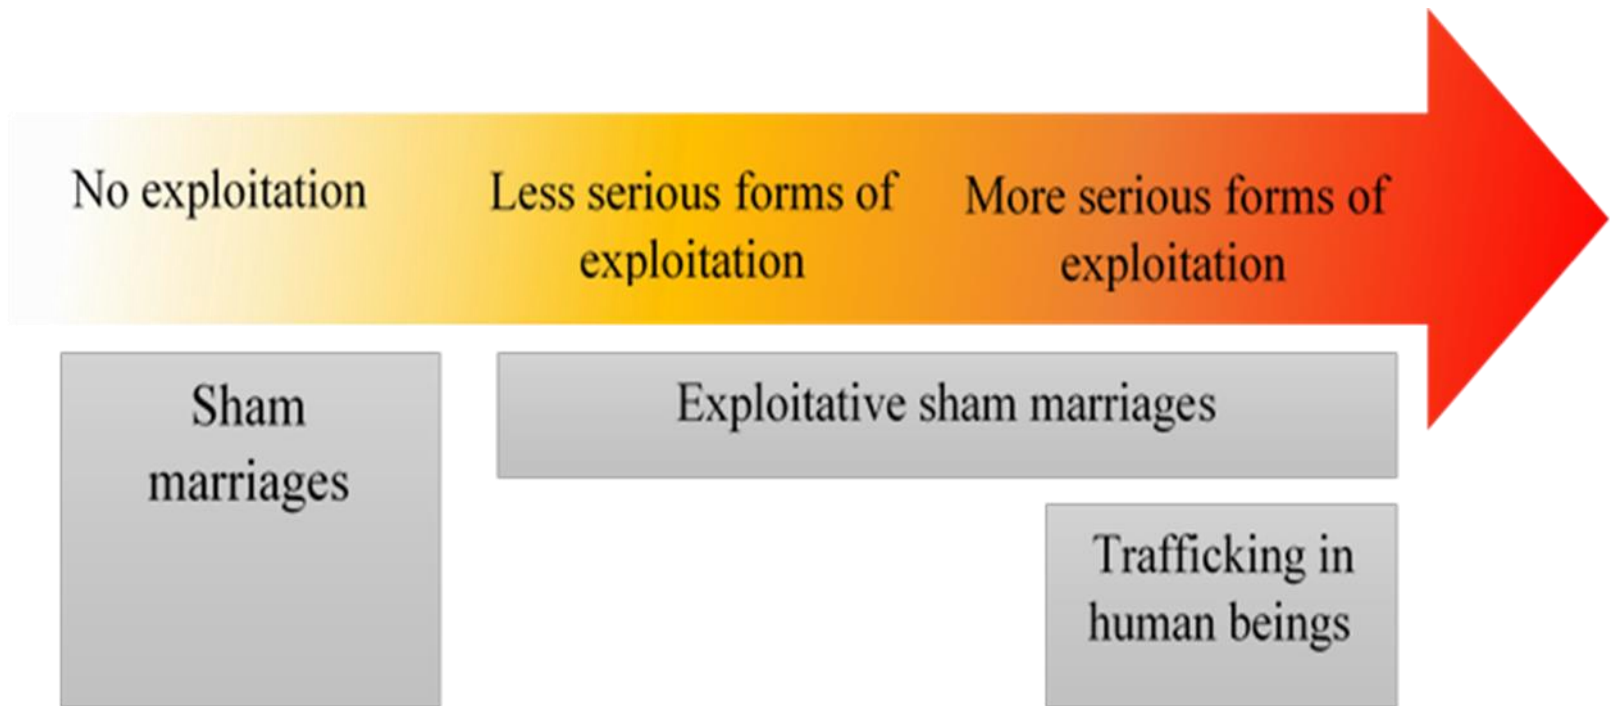 No exploitation
Less serious forms of
exploitation
More serious forms of
exploitation
Sham
marriages
Exploitative sham marriages
Trafficking in
human beings